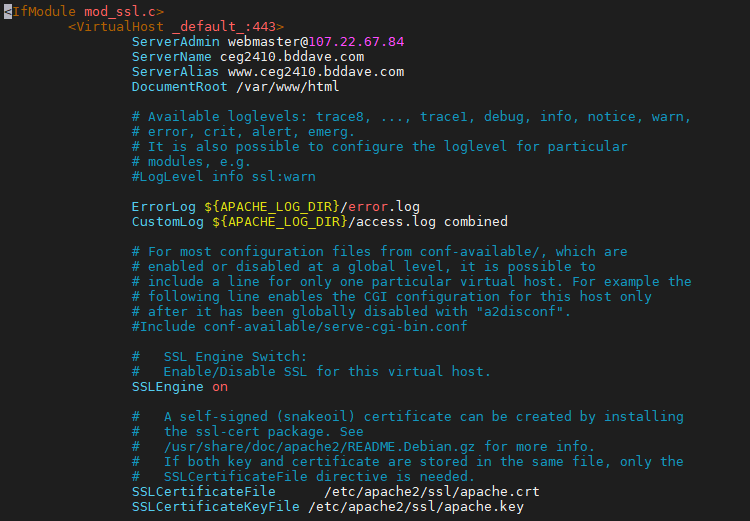 <IfModule mod_ssl.c>
<VirtualHost _default_:443>
ServerAdmin webmaster@107.22.67.84
ServerName ceg2410.bddave.com
ServerAlias www.ceg2410.bddave.com
DocumentRoot /var/www/html
# Available loglevels: trace8, ..., trace1, debug, info, notice, warn,
# error, crit, alert, emerg.
# It is also possible to configure the loglevel for particular
# modules, e.g.
#LogLevel info ssl:warn
ErrorLog ${APACHE_LOG_DIR}/error.log
CustomLog ${APACHE_LOG_DIR}/access.log combined
# For most configuration files from conf-available/, which are
# enabled or disabled at a global level, it is possible to
# include a line for only one particular virtual host. For example the
# following line enables the CGI configuration for this host only
# after it has been globally disabled with "a2disconf".
#Include conf-available/serve-cgi-bin.conf
#   SSL Engine Switch:
#   Enable/Disable SSL for this virtual host.
SSLEngine on
#   A self-signed (snakeoil) certificate can be created by installing
#   the ssl-cert package. See
#   /usr/share/doc/apache2/README.Debian.gz for more info.
#   If both key and certificate are stored in the same file, only the
#   SSLCertificateFile directive is needed.
SSLCertificateFile      /etc/apache2/ssl/apache.crt
SSLCertificateKeyFile /etc/apache2/ssl/apache.key